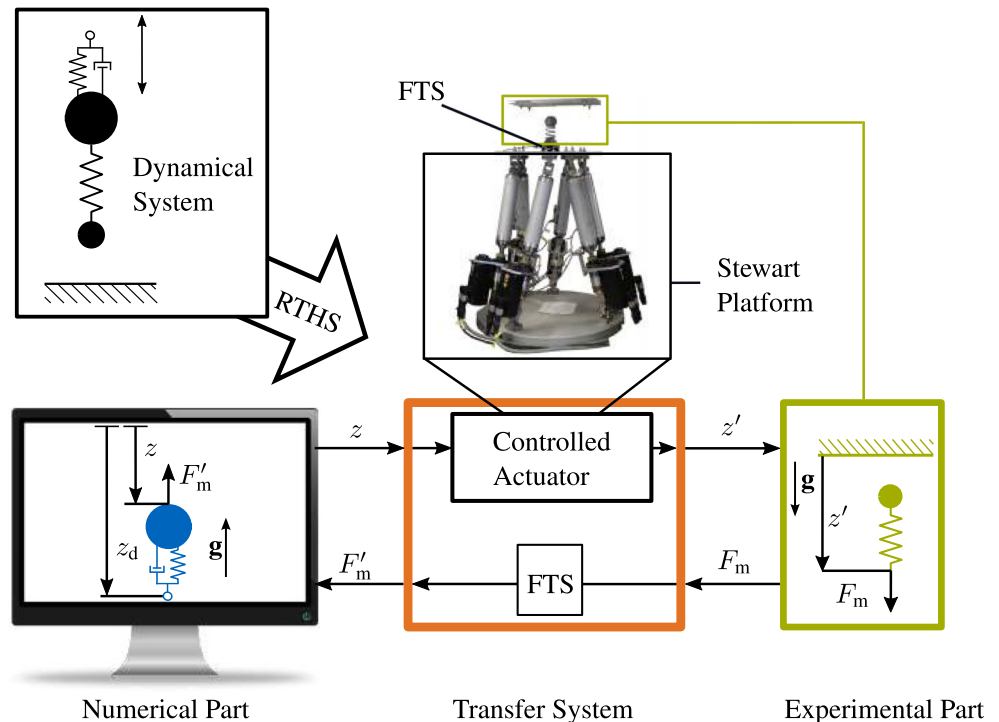 Dynamical
System
RTHS
FTS
Stewart
Platform
z
F′m
zd
g
z
F′m
Controlled
Actuator
FTS
z′
Fm
g
z′
Fm
Numerical Part
Transfer System
Experimental Part